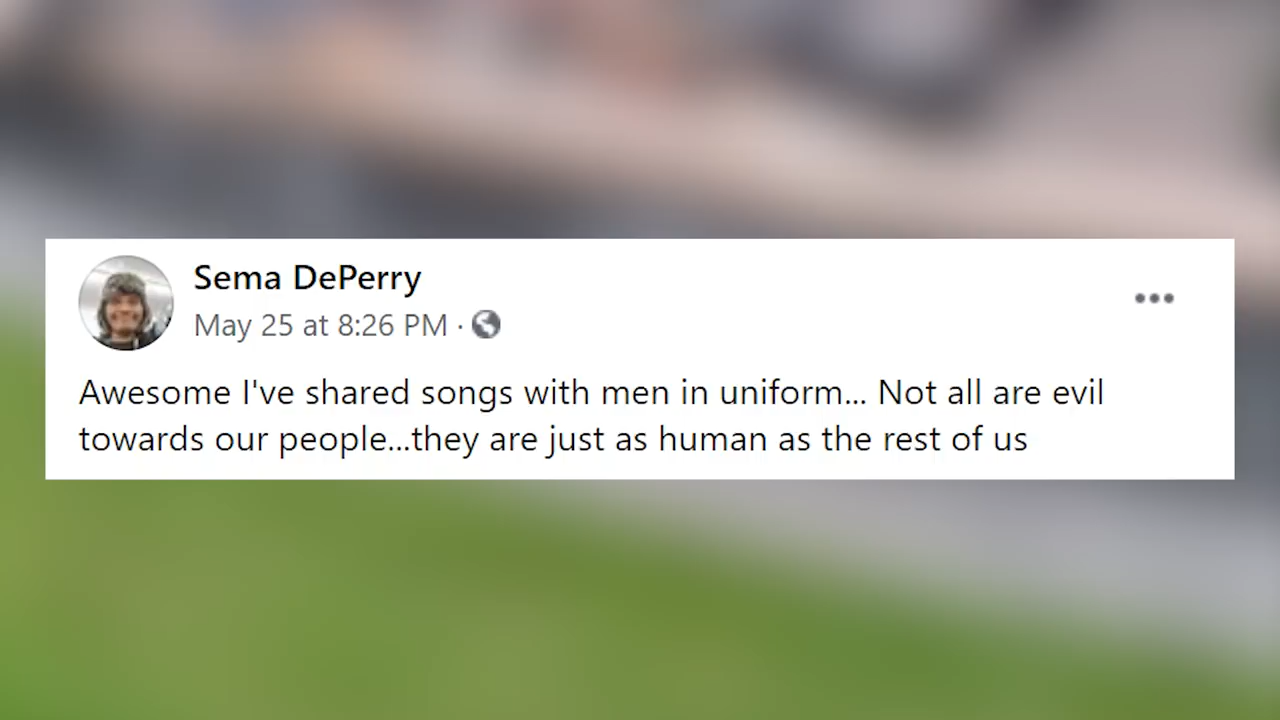 Sema DePerry
May 25 at 8:26 PM ·
Awesome I've shared songs with men in uniform... Not all are evil
towards our people...they are just as human as the rest of us